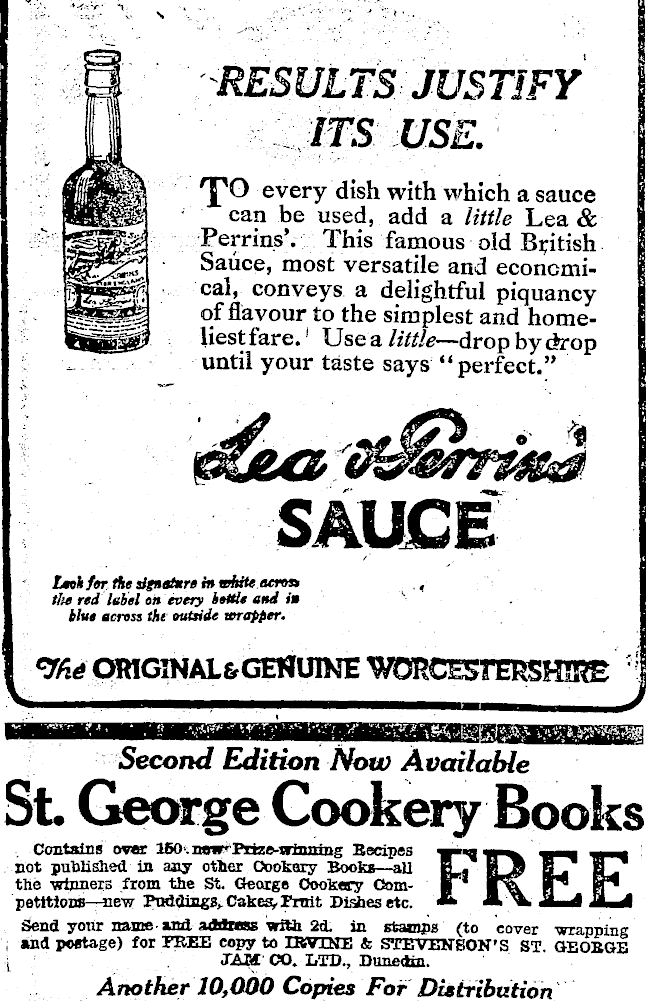 RESULTS JUSTIFY
ITS USE.
TO every dish with which a sauce
can be used, add a little Lea &
Perrins'. This famous old British
Sauce, most versatile and economi-
cal, conveys a delightful piquancy
of flavour to the simplest and home-
liest fare. Use a little—drop by drop
until your taste says "perfect."
Lea & Perrins'
SAUCE
Look for the signature in white across
the red label on every bottle and in
blue across the outside wrapper.
The ORIGINAL & GENUINE WORCESTERSHIRE
Second Edition Now Available
St. George Cookery Books
Contains over 150 new Prize-winning Recipes
not published in any other Cookery Books—all
the winners from the St. George Cookery Com-
petitions—new Puddings, Cakes, Fruit Dishes etc.
FREE
Send your name and address with 2d. in stamps (to cover wrapping
and postage) for FREE copy to IRVINE & STEVENSON'S ST. GEORGE
JAM CO. LTD., Dunedin.
Another 10,000 Copies For Distribution